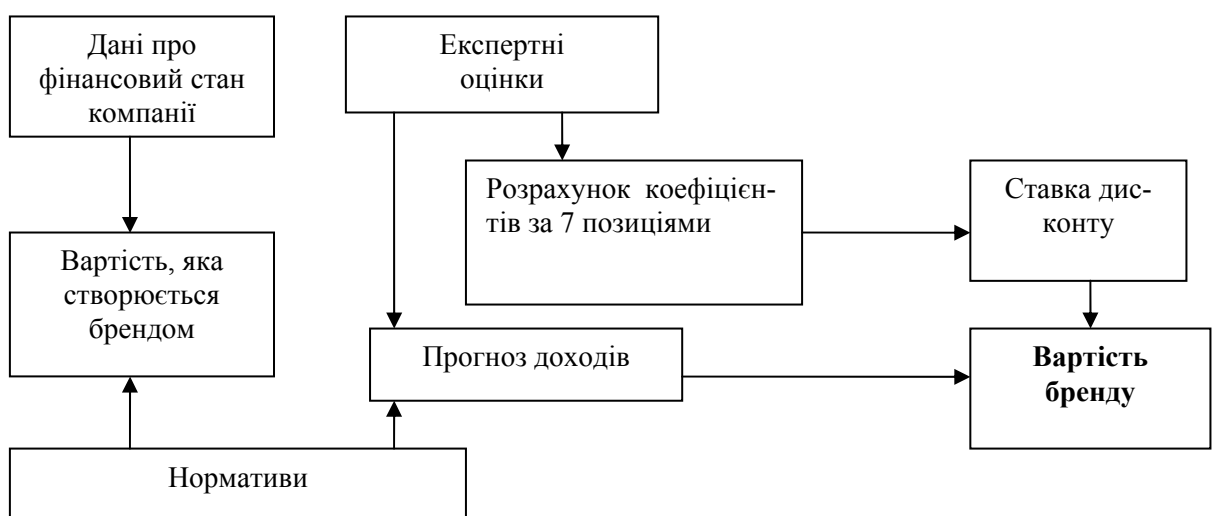 Дані про
фінансовий стан
компанії
Експертні
оцінки
Розрахунок коефіцієн-
тів за 7 позиціями
Ставка дис-
конту
Вартість, яка
створюється
брендом
Прогноз доходів
Вартість
бренду
Нормативи